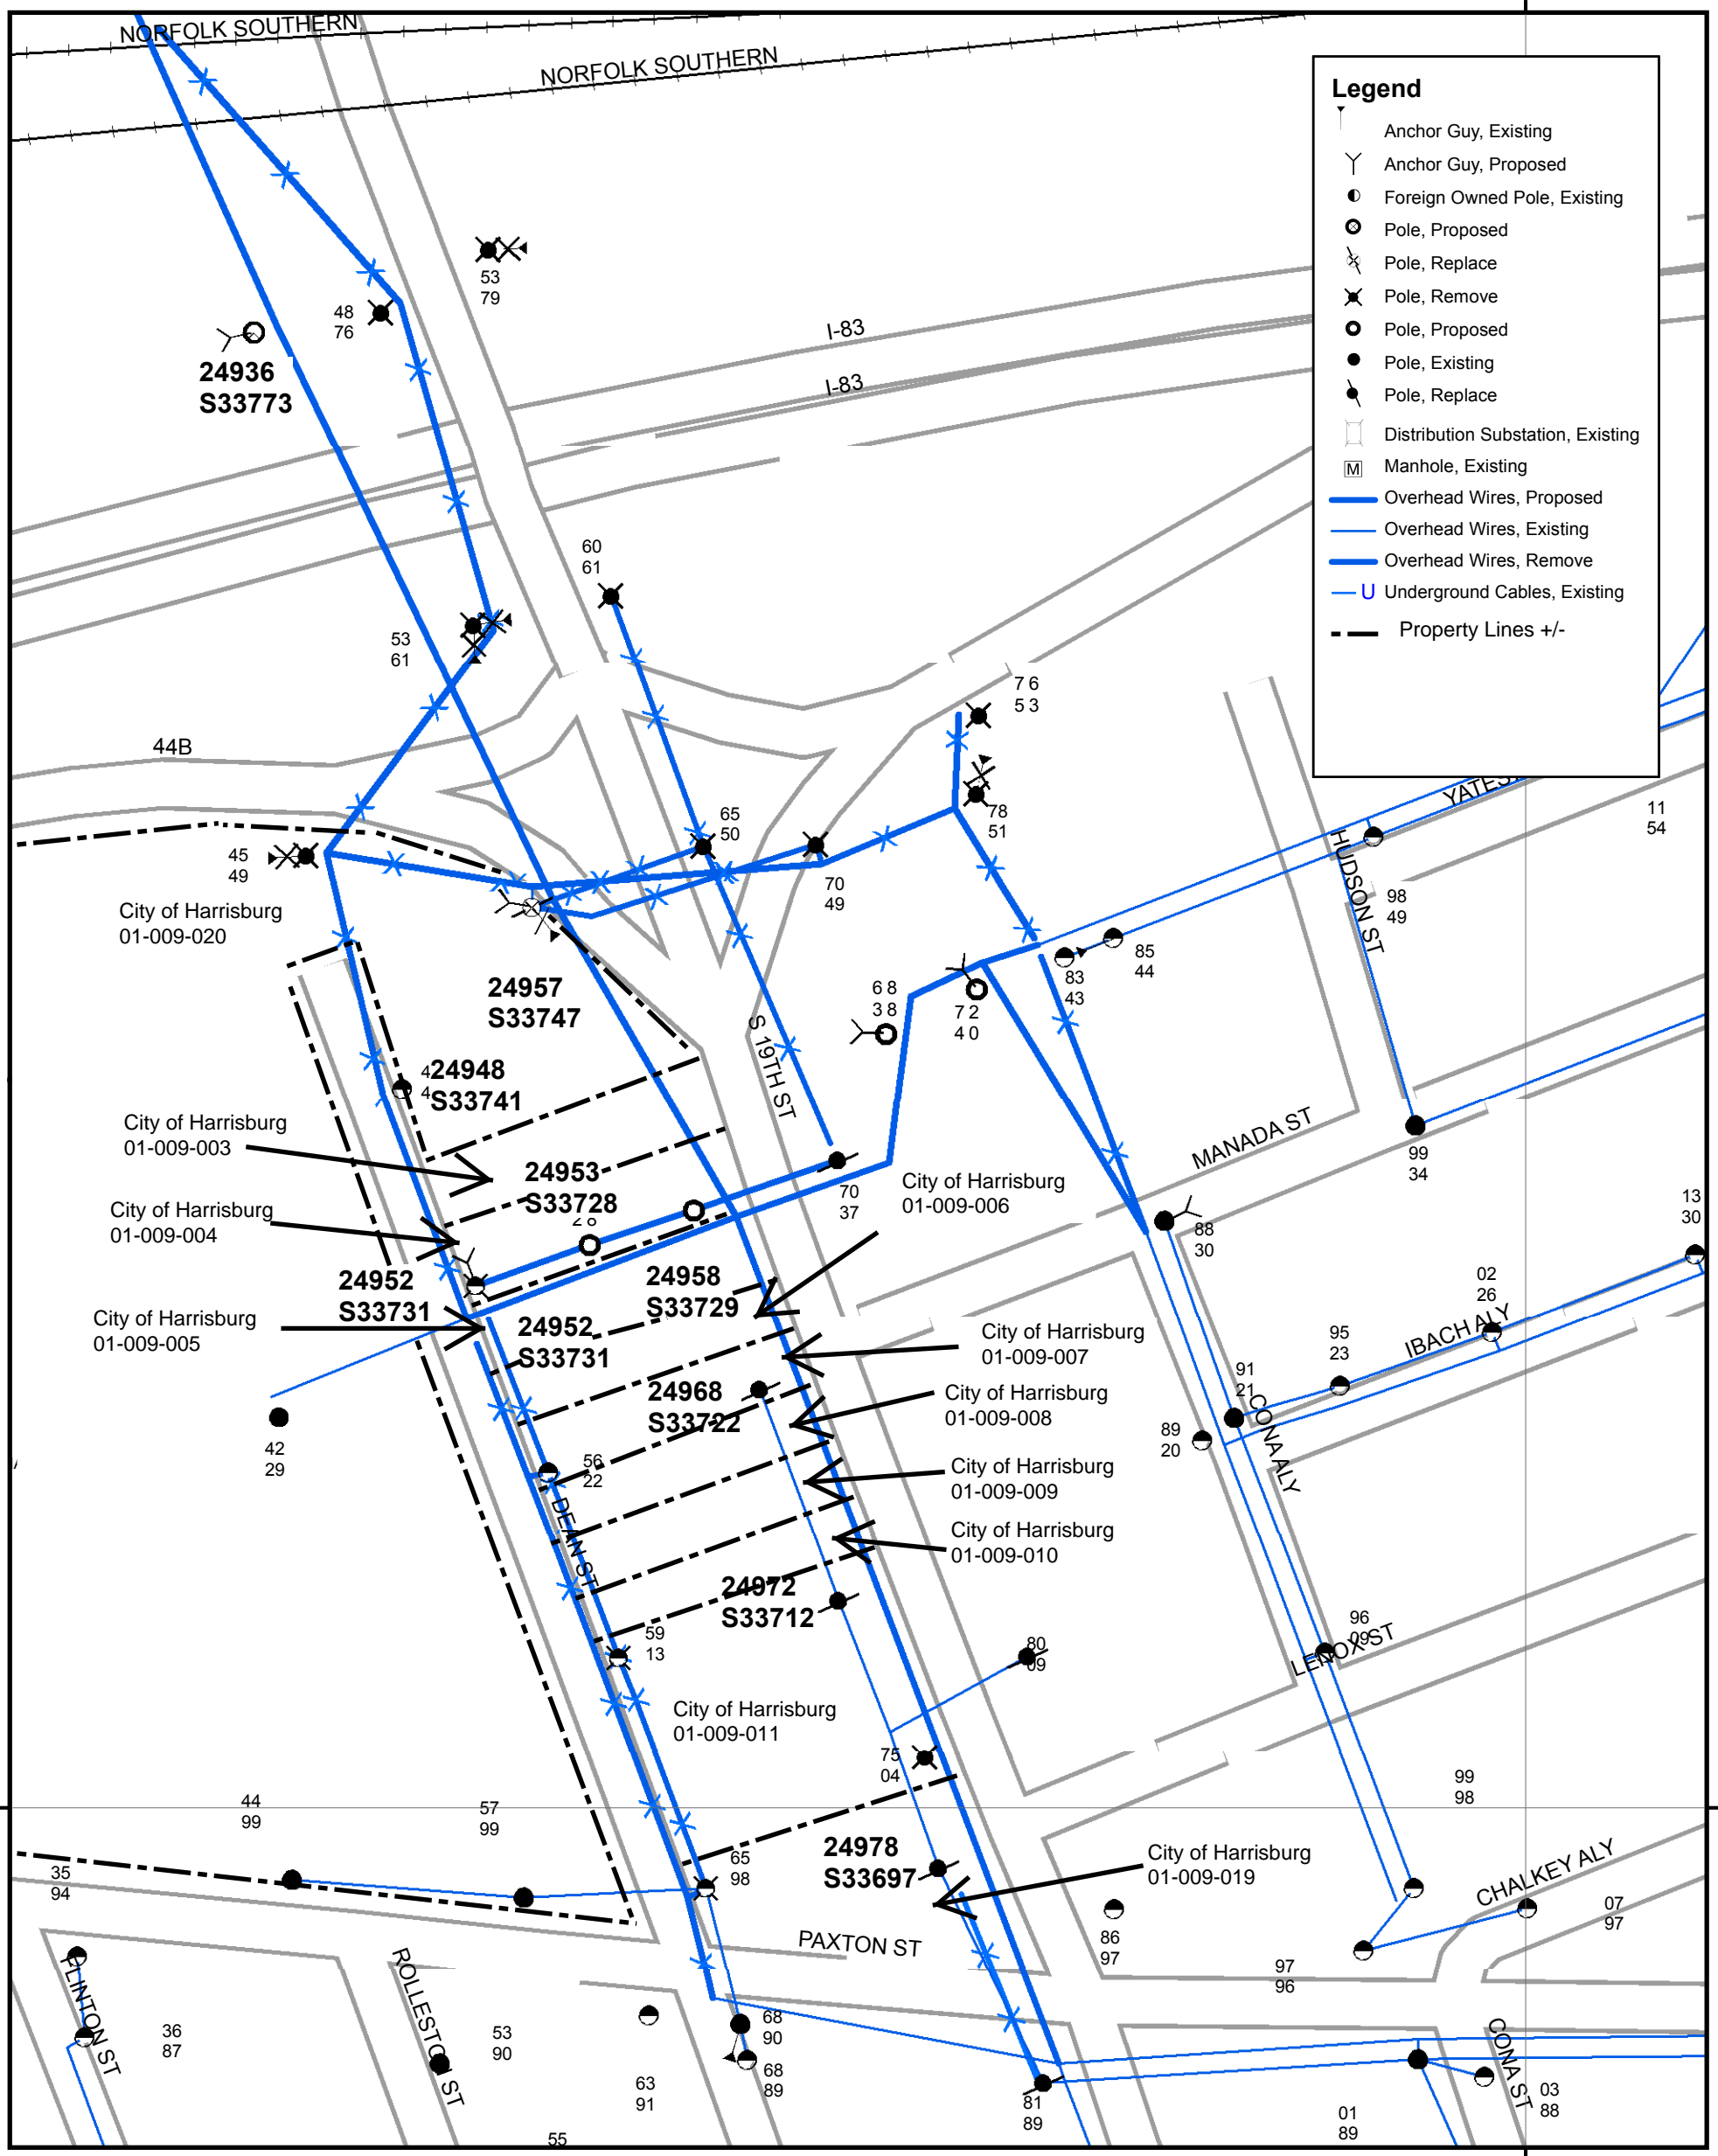 NORFOLK SOUTHERN
NORFOLK SOUTHERN
Legend
Anchor Guy, Existing
Anchor Guy, Proposed
Foreign Owned Pole, Existing
Pole, Proposed
Pole, Replace
Pole, Remove
Pole, Proposed
Pole, Existing
Pole, Replace
Distribution Substation, Existing
M Manhole, Existing
Overhead Wires, Proposed
Overhead Wires, Existing
Overhead Wires, Remove
U Underground Cables, Existing
Property Lines +/-
53
79
48
76
24936
S33773
I-83
I-83
60
61
53
61
76
53
44B
YATES
11
54
65
50
78
51
45
49
70
49
HUDSON ST
98
49
City of Harrisburg
01-009-020
85
44
83
43
24957
S33747
68
38
72
40
S 19TH ST
4
4
24948
S33741
City of Harrisburg
01-009-003
MANADA ST
99
34
24953
S33728
28
70
37
City of Harrisburg
01-009-006
City of Harrisburg
01-009-004
88
30
13
30
24952
S33731
24958
S33729
02
26
City of Harrisburg
01-009-005
24952
S33731
City of Harrisburg
01-009-007
IBACH ALY
95
23
24968
S33722
City of Harrisburg
01-009-008
91
21
CONA ALY
89
20
42
29
56
22
City of Harrisburg
01-009-009
DEAN ST
City of Harrisburg
01-009-010
24972
S33712
59
13
80
09
96
09
LENOX ST
City of Harrisburg
01-009-011
75
04
99
98
44
99
57
99
24978
S33697
City of Harrisburg
01-009-019
65
98
35
94
CHALKEY ALY
07
97
86
97
PAXTON ST
97
96
FLINTON ST
ROLLESTON ST
36
87
53
90
68
90
68
89
63
91
81
89
CONA ST
03
88
01
89
55